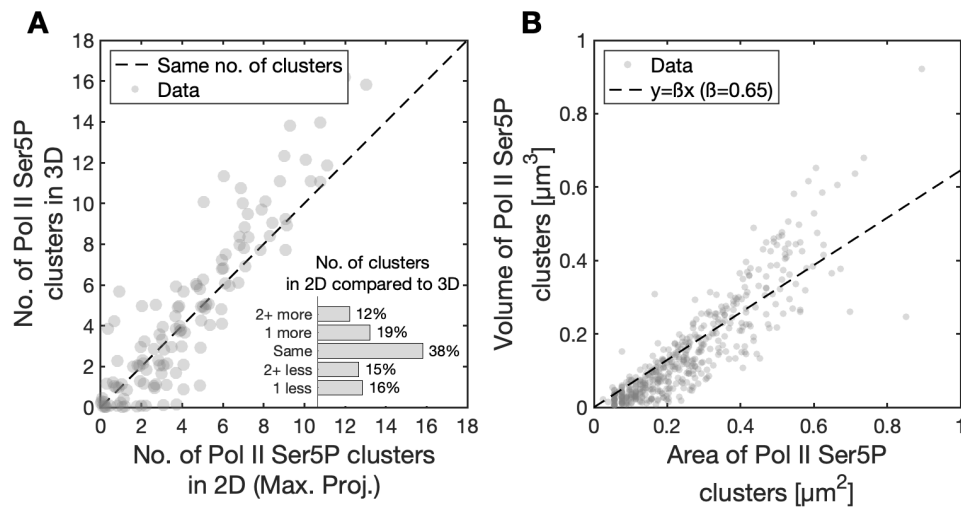 A
No. of Pol II Ser5P
clusters in 3D
18
16
14
12
10
8
6
4
2
0
Same no. of clusters
Data
No. of clusters
in 2D compared to 3D
2+ more 12%
1 more 19%
Same 38%
2+ less 15%
1 less 16%
0 2 4 6 8 10 12 14 16 18
No. of Pol II Ser5P clusters
in 2D (Max. Proj.)
B
Volume of Pol II Ser5P
clusters [µm³]
1
0.8
0.6
0.4
0.2
0
Data
y=ßx (ß=0.65)
0 0.2 0.4 0.6 0.8 1
Area of Pol II Ser5P
clusters [µm²]